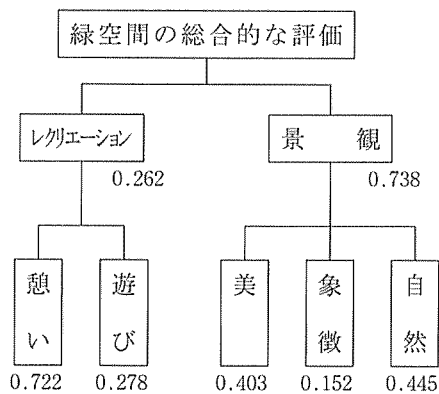 緑空間の総合的な評価
レクリエーション
景観
0.262
0.738
憩い
遊び
美
象徴
自然
0.722
0.278
0.403
0.152
0.445